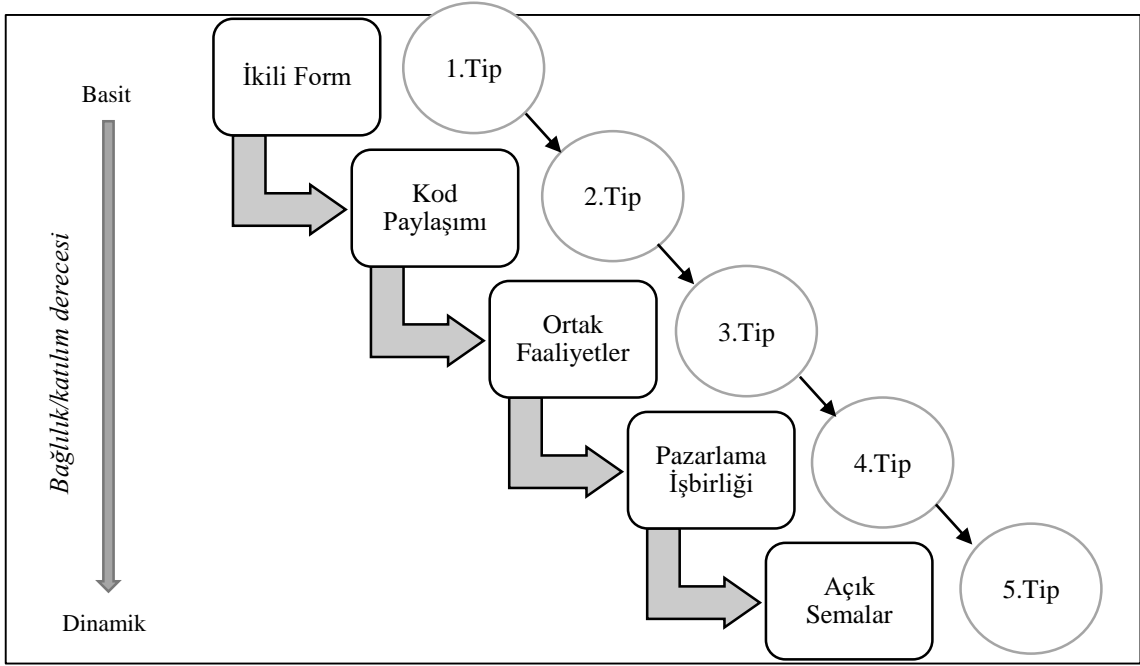 İkili Form
1.Tip
Basit
Kod
Paylaşımı
2.Tip
Bağlılık/katılım derecesi
Ortak
Faaliyetler
3.Tip
Pazarlama
İşbirliği
4.Tip
Açık
Semalar
5.Tip
Dinamik